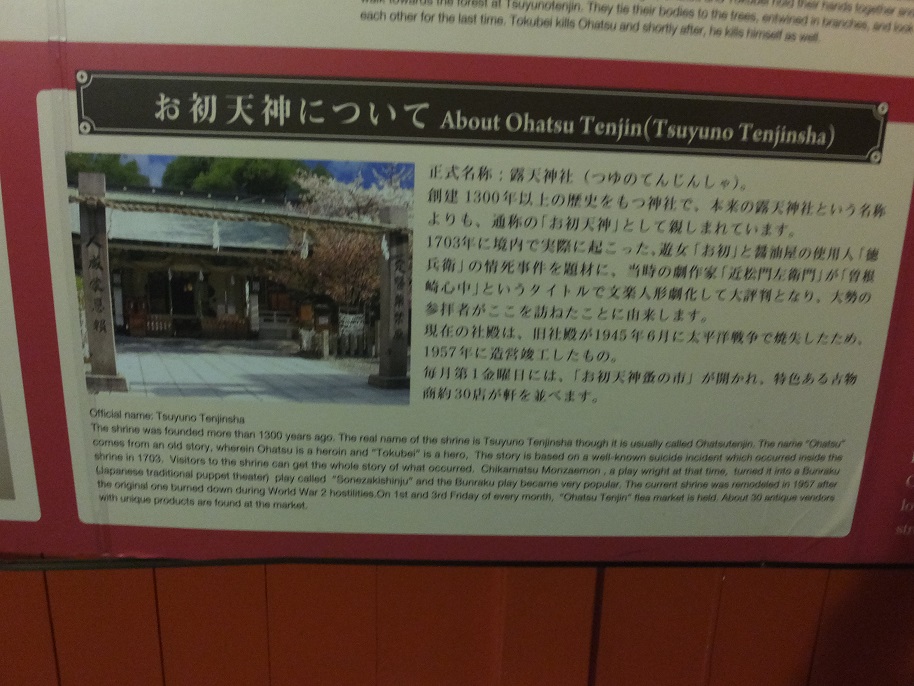 walk towards the forest at Tsuyunotenjin. They tie their bodies to the trees, entwined in branches, and look
each other for the last time. Tokubei kills Ohatsu and shortly after, he kills himself as well.
お初天神について About Ohatsu Tenjin(Tsuyuno Tenjinsha)
正式名称：露天神社（つゆのてんじんしゃ）。
創建1300年以上の歴史をもつ神社で、本来の露天神社という名称
よりも、通称の「お初天神」として親しまれています。
1703年に境内で実際に起こった、遊女「お初」と醤油屋の使用人「徳
兵衛」の情死事件を題材に、当時の劇作家「近松門左衛門」が「曽根
崎心中」というタイトルで文楽人形劇化して大評判となり、大勢の
参拝者がここを訪ねたことに由来します。
現在の社殿は、旧社殿が1945年6月に太平洋戦争で焼失したため、
1957年に造営竣工したもの。
毎月第1金曜日には、「お初天神蚤の市」が開かれ、特色ある古物
商約30店が軒を並べます。
Official name: Tsuyuno Tenjinsha
The shrine was founded more than 1300 years ago. The real name of the shrine is Tsuyuno Tenjinsha though it is usually called Ohatsutenjin. The name "Ohatsu"
comes from an old story, wherein Ohatsu is a heroin and "Tokubei" is a hero, The story is based on a well-known suicide incident which occurred inside the
shrine in 1703. Visitors to the shrine can get the whole story of what occurred. Chikamatsu Monzaemon , a play wright at that time, turned it into a Bunraku
(Japanese traditional puppet theater) play called "Sonezakishinju" and the Bunraku play became very popular. The current shrine was remodeled in 1957 after
the original one burned down during World War 2 hostilities.On 1st and 3rd Friday of every month, "Ohatsu Tenjin" flea market is held. About 30 antique vendors
with unique products are found at the market.